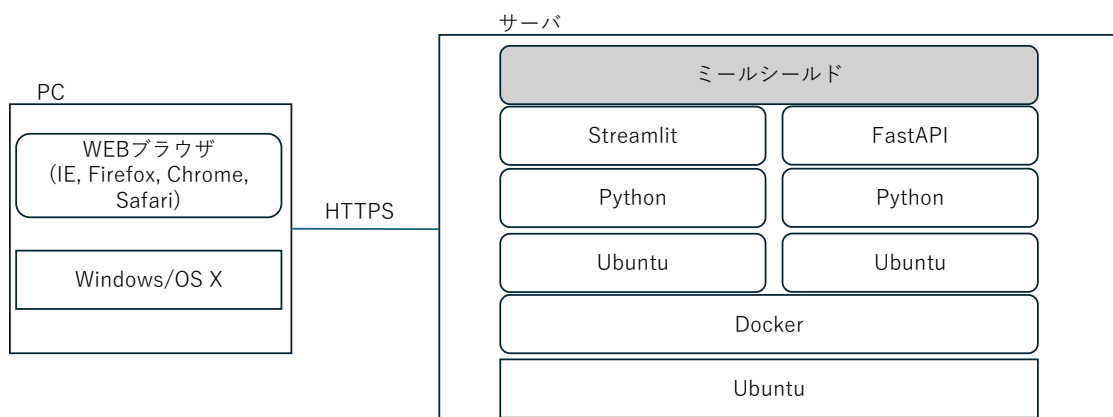 サーバ
ミールシールド
PC
WEBブラウザ
(IE, Firefox, Chrome,
Safari)
Windows/OS X
HTTPS
Streamlit
FastAPI
Python
Python
Ubuntu
Ubuntu
Docker
Ubuntu